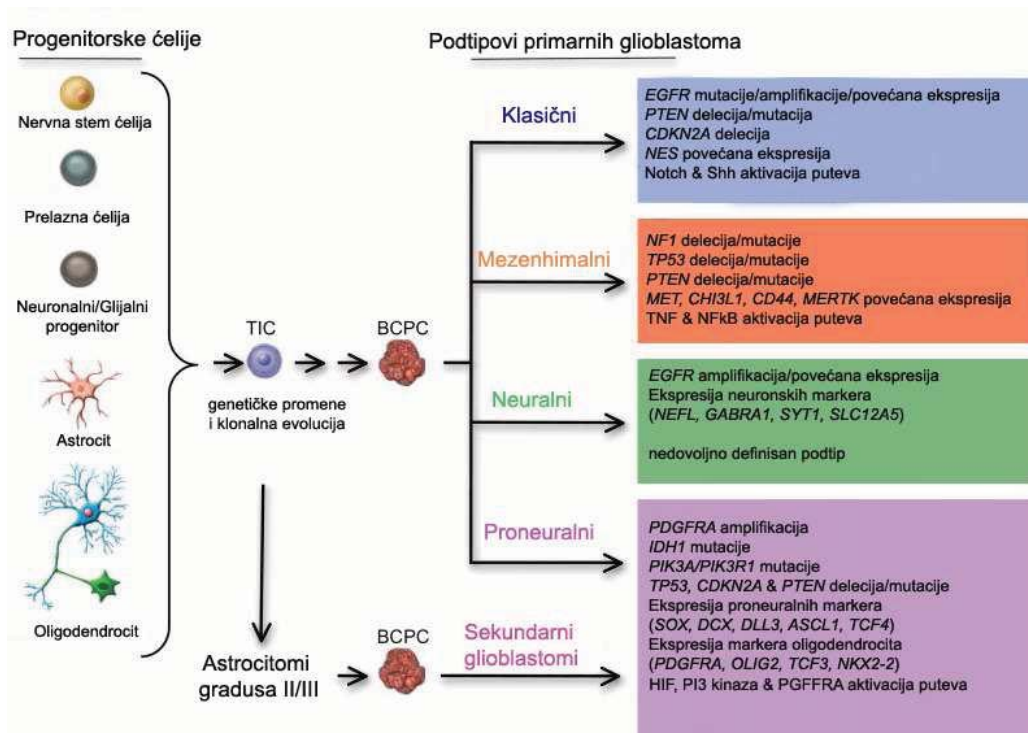 Progenitorske ćelije
Nervna stem ćelija
Prelazna ćelija
Neuronalni/Glijalni
progenitor
Astrocit
Oligodendrocit
TIC
genetičke promene
i klonalna evolucija
BCPC
Astrocitomi
gradusa II/III
BCPC
Podtipovi primarnih glioblastoma
Klasični
EGFR mutacije/amplifikacije/povećana ekspresija
PTEN delecija/mutacija
CDKN2A delecija
NES povećana ekspresija
Notch & Shh aktivacija puteva
Mezenhimalni
NF1 delecija/mutacije
TP53 delecija/mutacije
PTEN delecija/mutacije
MET, CHI3L1, CD44, MERTK povećana ekspresija
TNF & NFkB aktivacija puteva
Neuralni
EGFR amplifikacija/povećana ekspresija
Ekspresija neuronskih markera
(NEFL, GABRA1, SYT1, SLC12A5)
nedovoljno definisan podtip
Proneuralni
Sekundarni
glioblastomi
PDGFRA amplifikacija
IDH1 mutacije
PIK3A/PIK3R1 mutacije
TP53, CDKN2A & PTEN delecija/mutacije
Ekspresija proneuralnih markera
(SOX, DCX, DLL3, ASCL1, TCF4)
Ekspresija markera oligodendrocita
(PDGFRA, OLIG2, TCF3, NKX2-2)
HIF, PI3 kinaza & PGFFRA aktivacija puteva